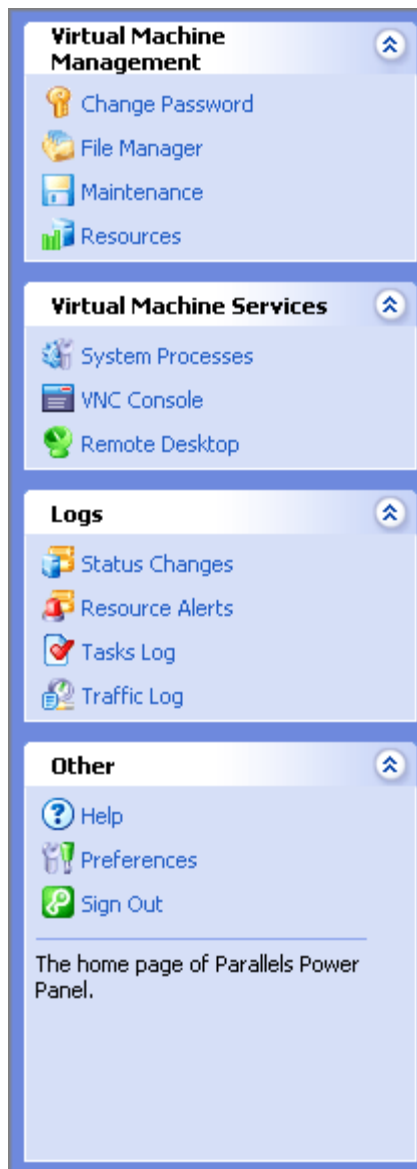 Virtual Machine
Management
Change Password
File Manager
Maintenance
Resources
Virtual Machine Services
System Processes
VNC Console
Remote Desktop
Logs
Status Changes
Resource Alerts
Tasks Log
Traffic Log
Other
Help
Preferences
Sign Out
The home page of Parallels Power
Panel.